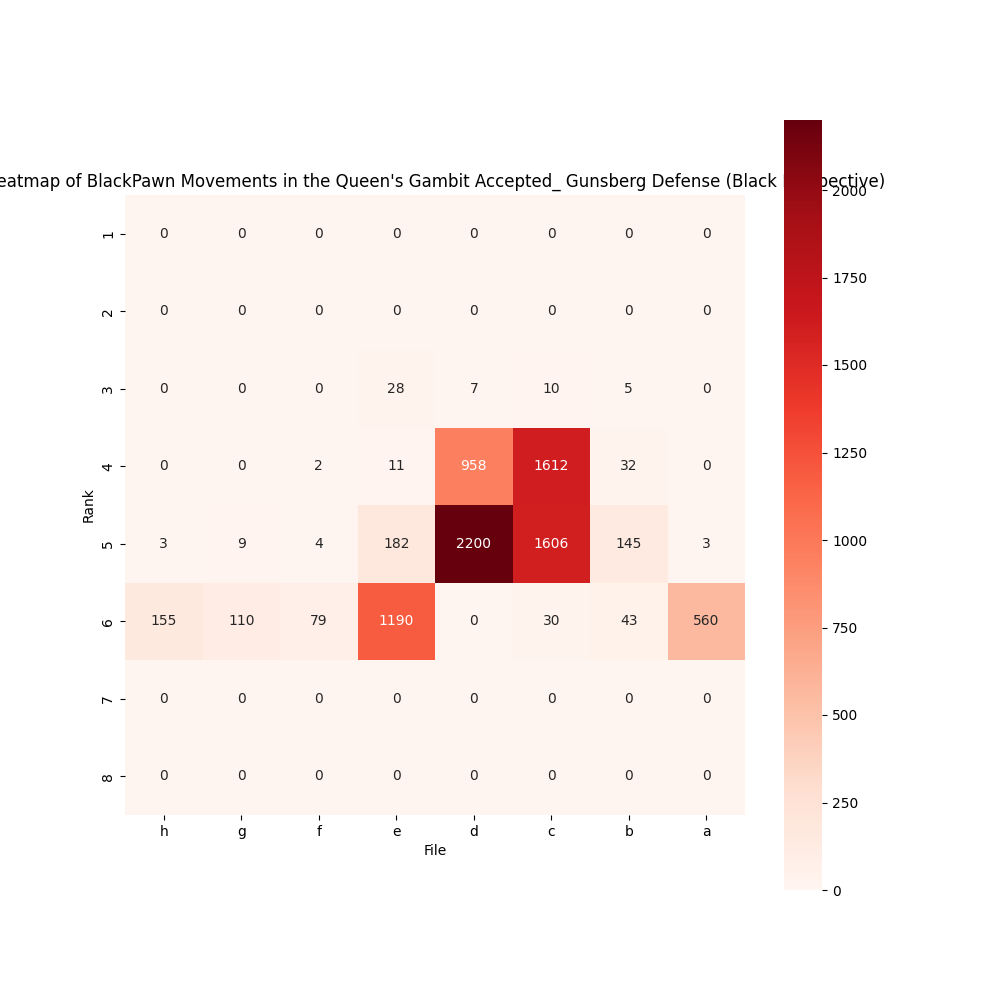 eatmap of BlackPawn Movements in the Queen's Gambit Accepted_ Gunsberg Defense (Black pective)
1 0 0 0 0 0 0 0 0
2 0 0 0 0 0 0 0 0
3 0 0 0 28 7 10 5 0
4 0 0 2 11 958 1612 32 0
Rank
5 3 9 4 182 2200 1606 145 3
6 155 110 79 1190 0 30 43 560
7 0 0 0 0 0 0 0 0
8 0 0 0 0 0 0 0 0
h g f e d c b a
File
2000
1750
1500
1250
1000
750
500
250
0